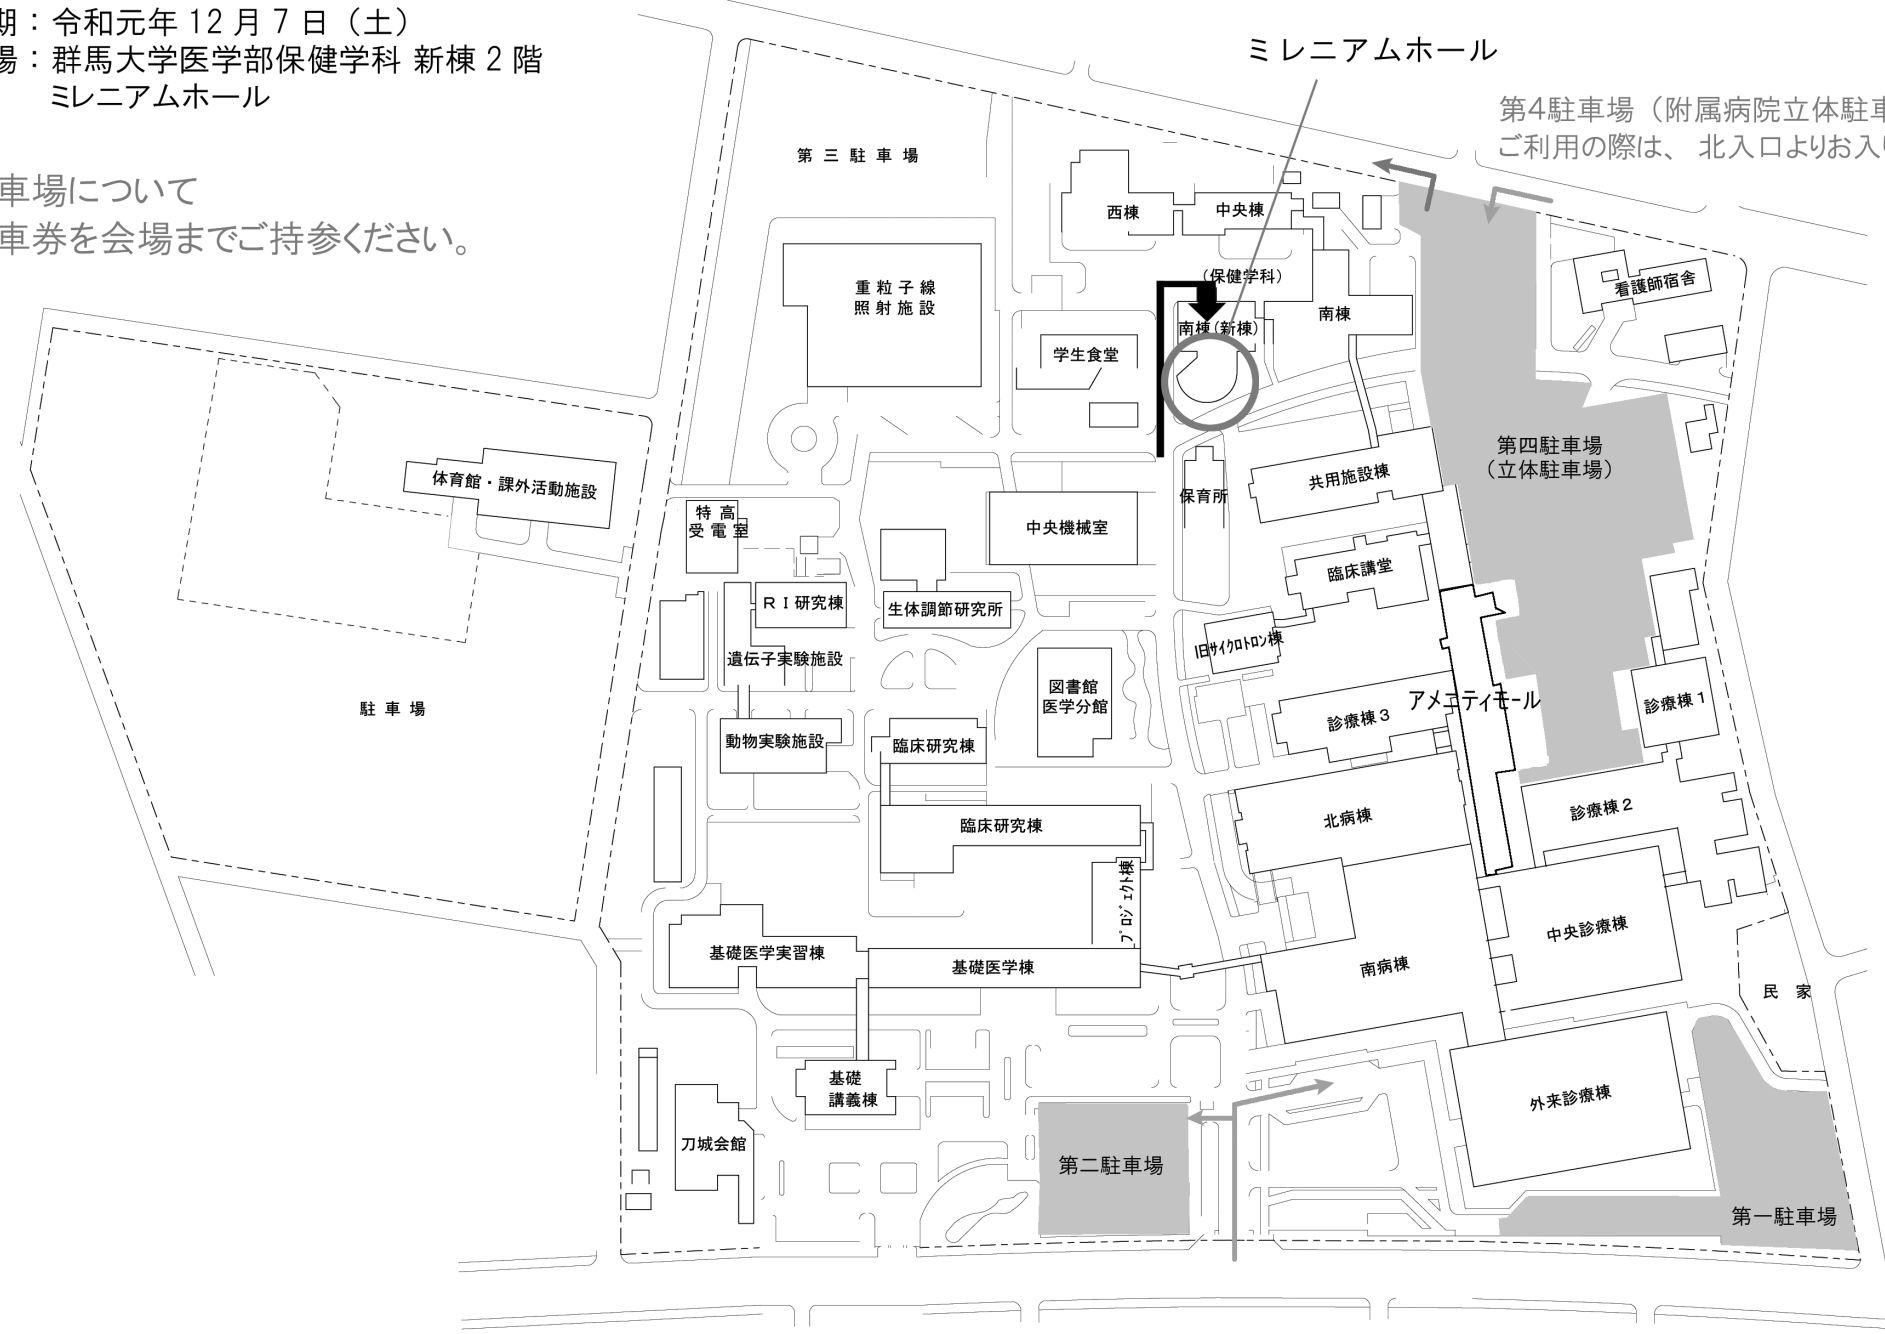 期：令和元年 12 月 7 日（土）
場：群馬大学医学部保健学科 新棟 2 階
ミレニアムホール
車場について
車券を会場までご持参ください。
ミレニアムホール
第4駐車場（附属病院立体駐車
ご利用の際は、北入口よりお入り
第 三 駐 車 場
西棟
中央棟
(保健学科)
重 粒 子 線
照 射 施 設
南棟(新棟)
南棟
看護師宿舎
学生食堂
第四駐車場
（立体駐車場）
体育館・課外活動施設
共用施設棟
保育所
特 高
受 電 室
中央機械室
臨床講堂
ＲＩ研究棟
生体調節研究所
旧サイクロトロン棟
遺伝子実験施設
図書館
医学分館
アメニティモール
診療棟１
駐 車 場
診療棟３
動物実験施設
臨床研究棟
診療棟２
北病棟
臨床研究棟
プロジェクト棟
中央診療棟
基礎医学実習棟
基礎医学棟
南病棟
民 家
基礎
講義棟
外来診療棟
刀城会館
第二駐車場
第一駐車場